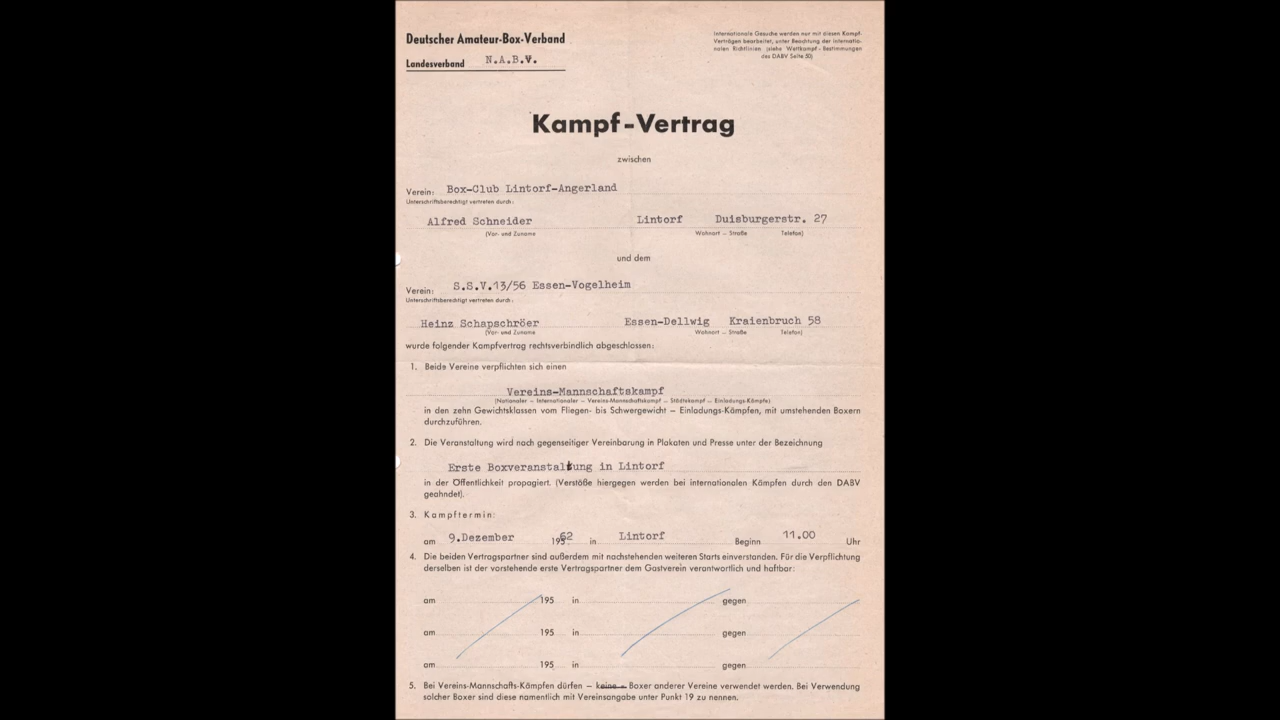 Deutscher Amateur-Box-Verband
Landesverband N.A.B.V.
Internationale Gesuche werden nur mit diesen Kampf-
Verträgen bearbeitet, unter Beachtung der internatio-
nalen Richtlinien (siehe Wettkampf-Bestimmungen
des DABV Seite 50)
Kampf-Vertrag
zwischen
Verein: Box-Club Lintorf-Angerland
Unterschriftsberechtigt vertreten durch:
Alfred Schneider Lintorf Duisburgerstr. 27
(Vor- und Zuname Wohnort – Straße Telefon)
und dem
Verein: S.S.V.13/56 Essen-Vogelheim
Unterschriftsberechtigt vertreten durch:
Heinz Schapschröer Essen-Dellwig Kraienbruch 58
(Vor- und Zuname Wohnort – Straße Telefon)
wurde folgender Kampfvertrag rechtsverbindlich abgeschlossen:
1. Beide Vereine verpflichten sich einen
Vereins-Mannschaftskampf
(Nationaler – Internationaler – Vereins-Mannschaftskampf – Städtekampf – Einladungs-Kämpfe)
in den zehn Gewichtsklassen vom Fliegen- bis Schwergewicht – Einladungs-Kämpfen, mit umstehenden Boxern
durchzuführen.
2. Die Veranstaltung wird nach gegenseitiger Vereinbarung in Plakaten und Presse unter der Bezeichnung
Erste Boxveranstaltung in Lintorf
in der Offentlichkeit propagiert. (Verstöße hiergegen werden bei internationalen Kämpfen durch den DABV
geahndet).
3. Kampftermin:
am 9.Dezember 1962 in Lintorf Beginn 11.00 Uhr
4. Die beiden Vertragspartner sind außerdem mit nachstehenden weiteren Starts einverstanden. Für die Verpflichtung
derselben ist der vorstehende erste Vertragspartner dem Gastverein verantwortlich und haftbar:
am 195 in gegen
am 195 in gegen
am 195 in gegen
5. Bei Vereins-Mannschafts-Kämpfen dürfen – keine – Boxer anderer Vereine verwendet werden. Bei Verwendung
solcher Boxer sind diese namentlich mit Vereinsangabe unter Punkt 19 zu nennen.